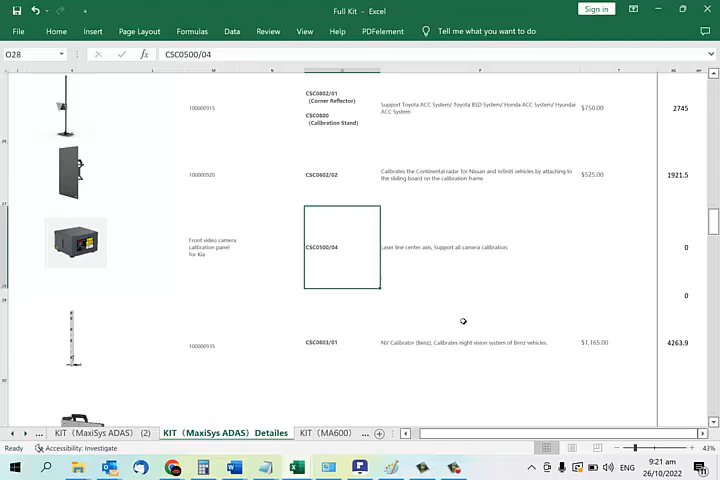 Full Kit - Excel
Sign in
File Home Insert Page Layout Formulas Data Review View Help PDFelement Tell me what you want to do
O28 fx CSC0500/04
CSC0802/01
(Corner Reflector)
CSC0800
(Calibration Stand)
100000915
Support Toyota ACC System/ Toyota BSD System/ Honda ACC System/ Hyundai
ACC System
$750.00
2745
26
100000920
CSC0602/02
Calibrates the Continental radar for Nissan and Infiniti vehicles by attaching to
the sliding board on the calibration frame
$525.00
1921.5
27
Front video camera
calibration panel
for Kia
CSC0500/04
Laser line center axis. Support all camera calibration.
0
28
29
0
100000935
CSC0803/01
NV Calibrator (Benz), Calibrates night vision system of Benz vehicles.
$1,165.00
4263.9
30
... KIT（MaxiSys ADAS） (2) KIT（MaxiSys ADAS）Detailes KIT（MA600） ...
Ready Accessibility: Investigate 43%
ENG
9:21 am
26/10/2022